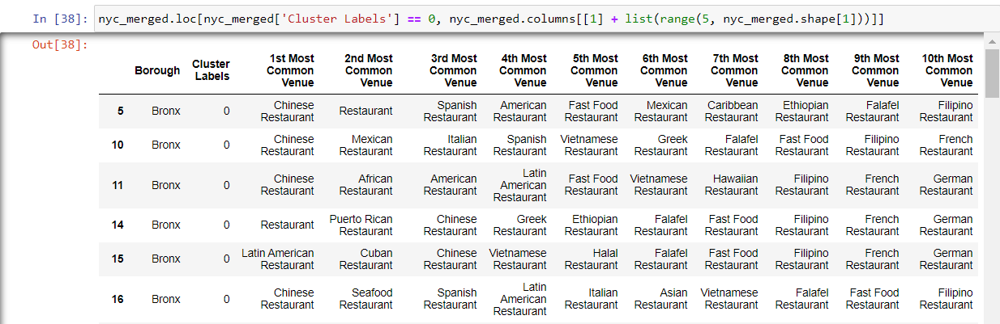 In [38]: nyc_merged.loc[nyc_merged['Cluster Labels'] == 0, nyc_merged.columns[[1] + list(range(5, nyc_merged.shape[1]))]]
Out[38]:
Borough Cluster Labels 1st Most Common Venue 2nd Most Common Venue 3rd Most Common Venue 4th Most Common Venue 5th Most Common Venue 6th Most Common Venue 7th Most Common Venue 8th Most Common Venue 9th Most Common Venue 10th Most Common Venue
5 Bronx 0 Chinese Restaurant Restaurant Spanish Restaurant American Restaurant Fast Food Restaurant Mexican Restaurant Caribbean Restaurant Ethiopian Restaurant Falafel Restaurant Filipino Restaurant
10 Bronx 0 Chinese Restaurant Mexican Restaurant Italian Restaurant Spanish Restaurant Vietnamese Restaurant Greek Restaurant Falafel Restaurant Fast Food Restaurant Filipino Restaurant French Restaurant
11 Bronx 0 Chinese Restaurant African Restaurant American Restaurant Latin American Restaurant Fast Food Restaurant Vietnamese Restaurant Hawaiian Restaurant Filipino Restaurant French Restaurant German Restaurant
14 Bronx 0 Restaurant Puerto Rican Restaurant Chinese Restaurant Greek Restaurant Ethiopian Restaurant Falafel Restaurant Fast Food Restaurant Filipino Restaurant French Restaurant German Restaurant
15 Bronx 0 Latin American Restaurant Cuban Restaurant Chinese Restaurant Vietnamese Restaurant Halal Restaurant Falafel Restaurant Fast Food Restaurant Filipino Restaurant French Restaurant German Restaurant
16 Bronx 0 Chinese Restaurant Seafood Restaurant Spanish Restaurant Latin American Restaurant Italian Restaurant Asian Restaurant Vietnamese Restaurant Falafel Restaurant Fast Food Restaurant Filipino Restaurant